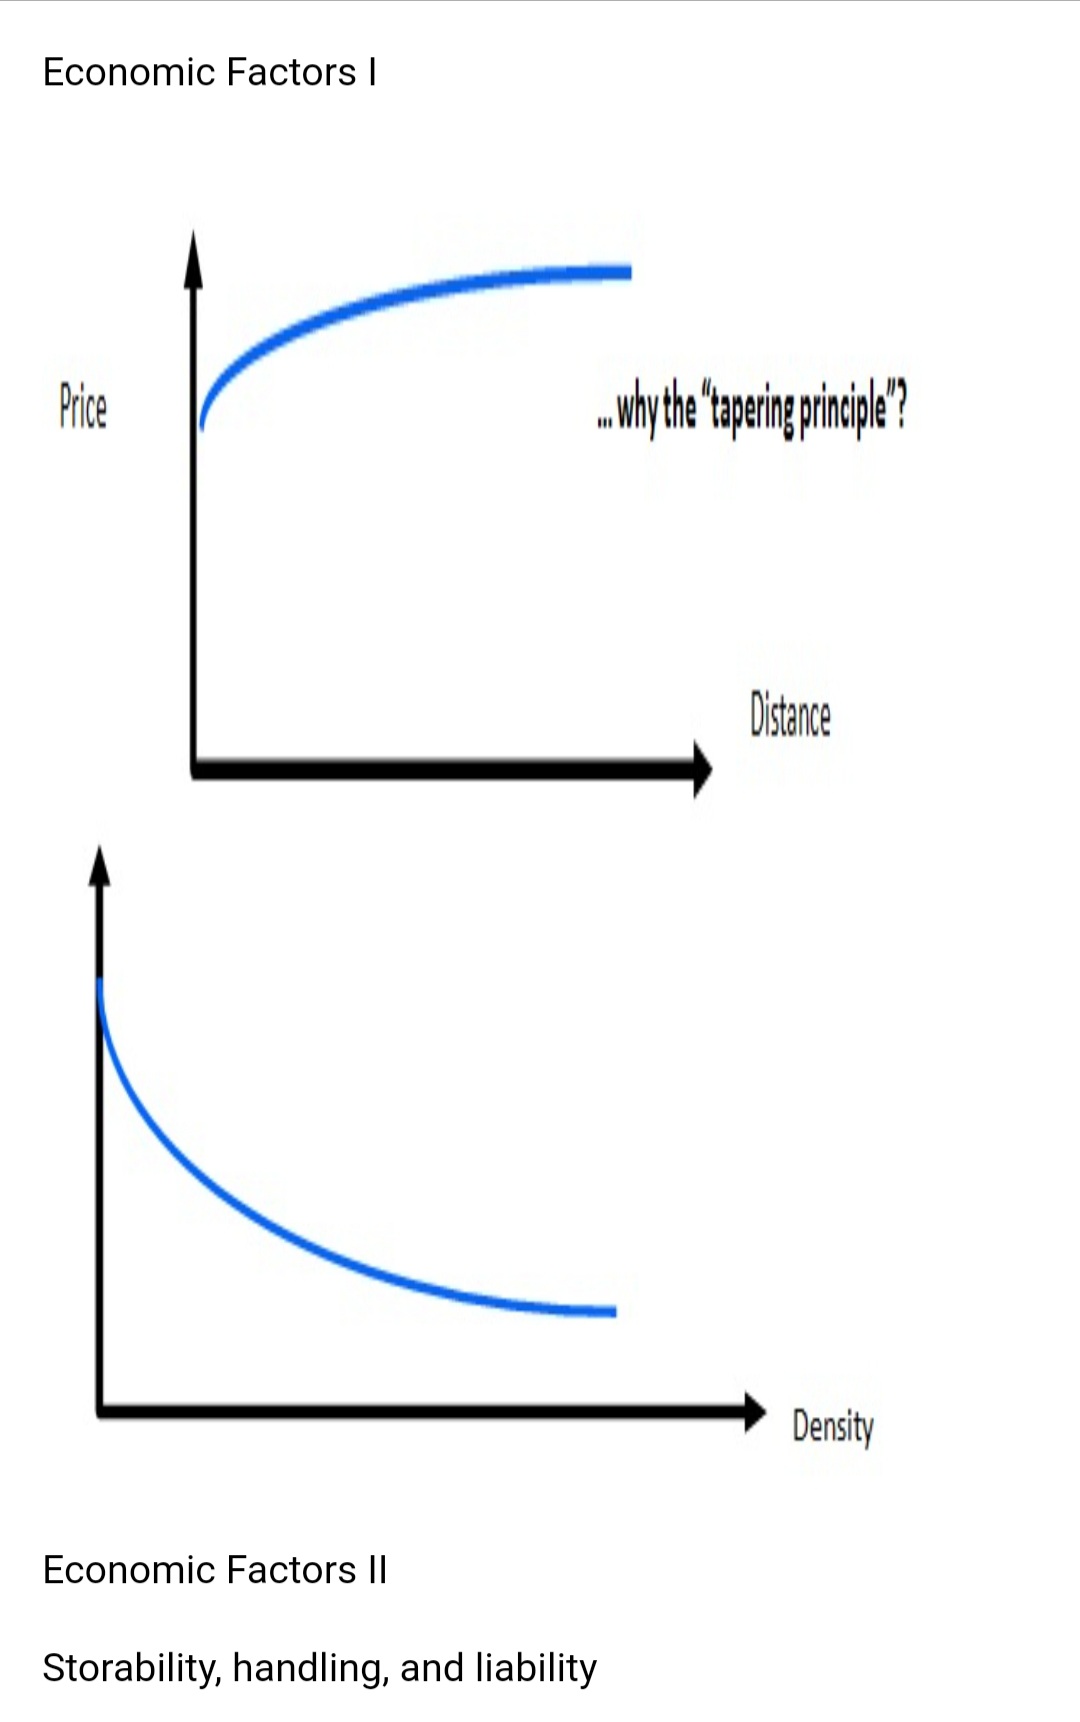 Economic Factors I
Price
... why the “tapering principle”?
Distance
Density
Economic Factors II
Storability, handling, and liability